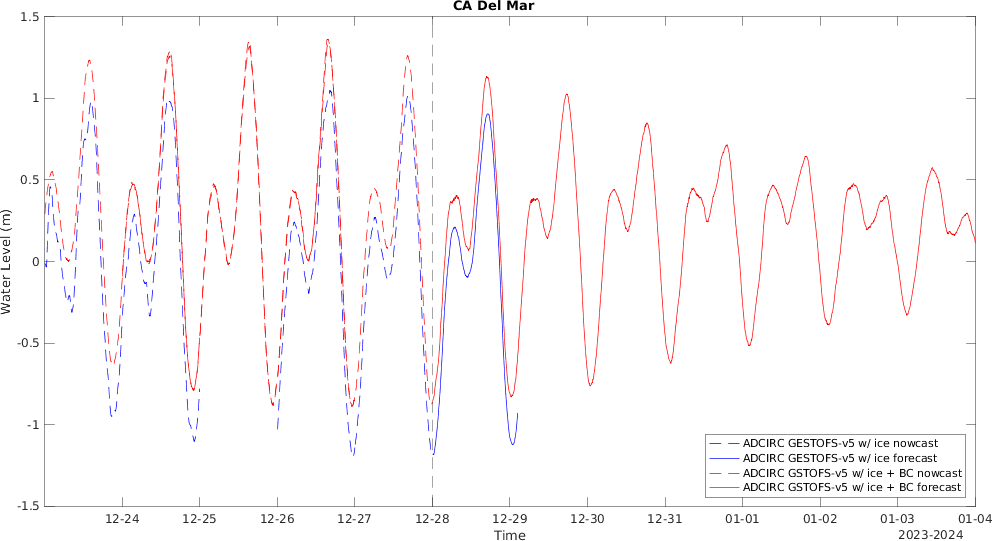 CA Del Mar
1.5
1
0.5
0
-0.5
-1
-1.5
Water Level (m)
12-24 12-25 12-26 12-27 12-28 12-29 12-30 12-31 01-01 01-02 01-03 01-04
Time
2023-2024
ADCIRC GESTOFS-v5 w/ ice nowcast
ADCIRC GESTOFS-v5 w/ ice forecast
ADCIRC GSTOFS-v5 w/ ice + BC nowcast
ADCIRC GSTOFS-v5 w/ ice + BC forecast